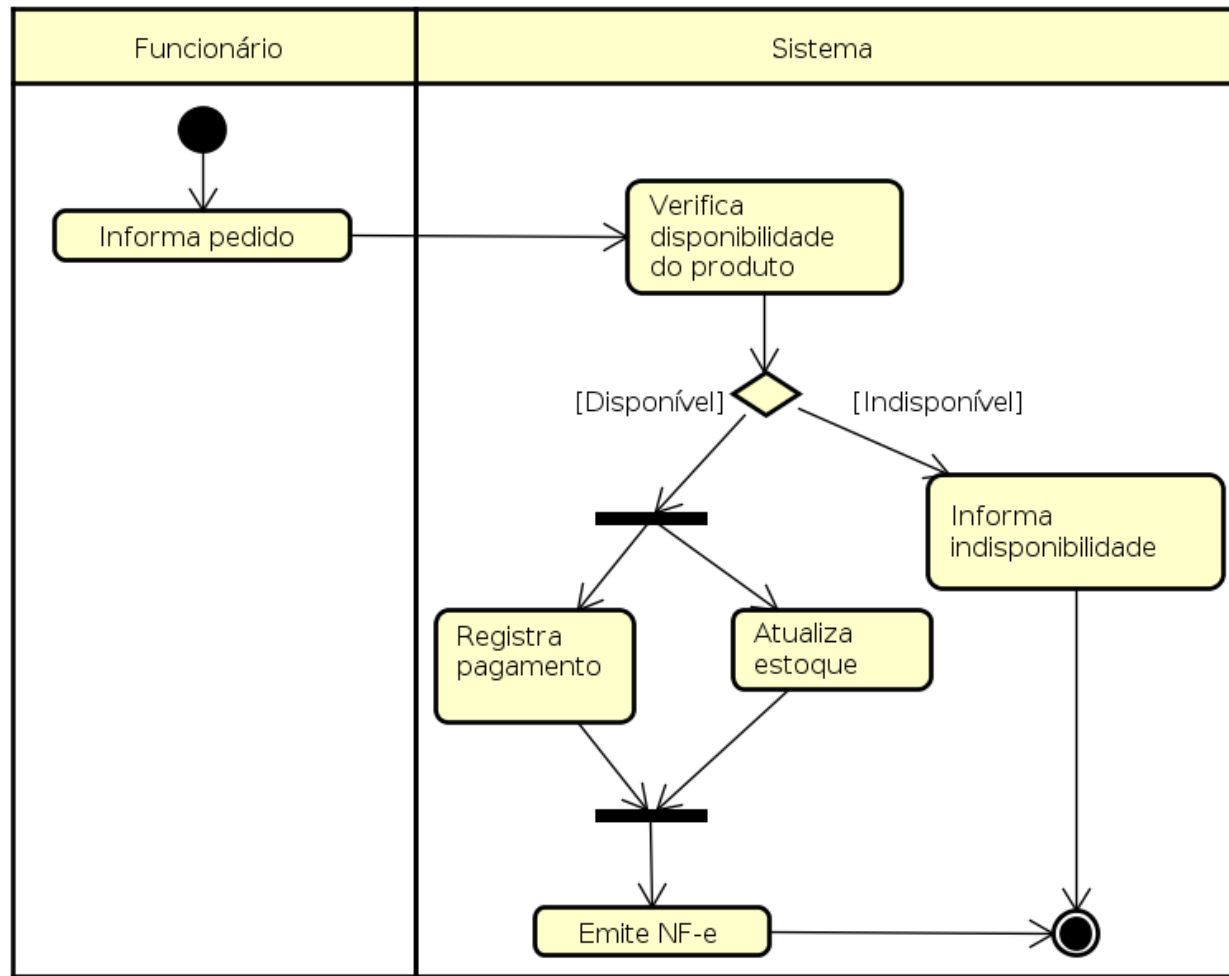 Funcionário
Sistema
Informa pedido
Verifica
disponibilidade
do produto
[Disponível]
[Indisponível]
Informa
indisponibilidade
Registra
pagamento
Atualiza
estoque
Emite NF-e